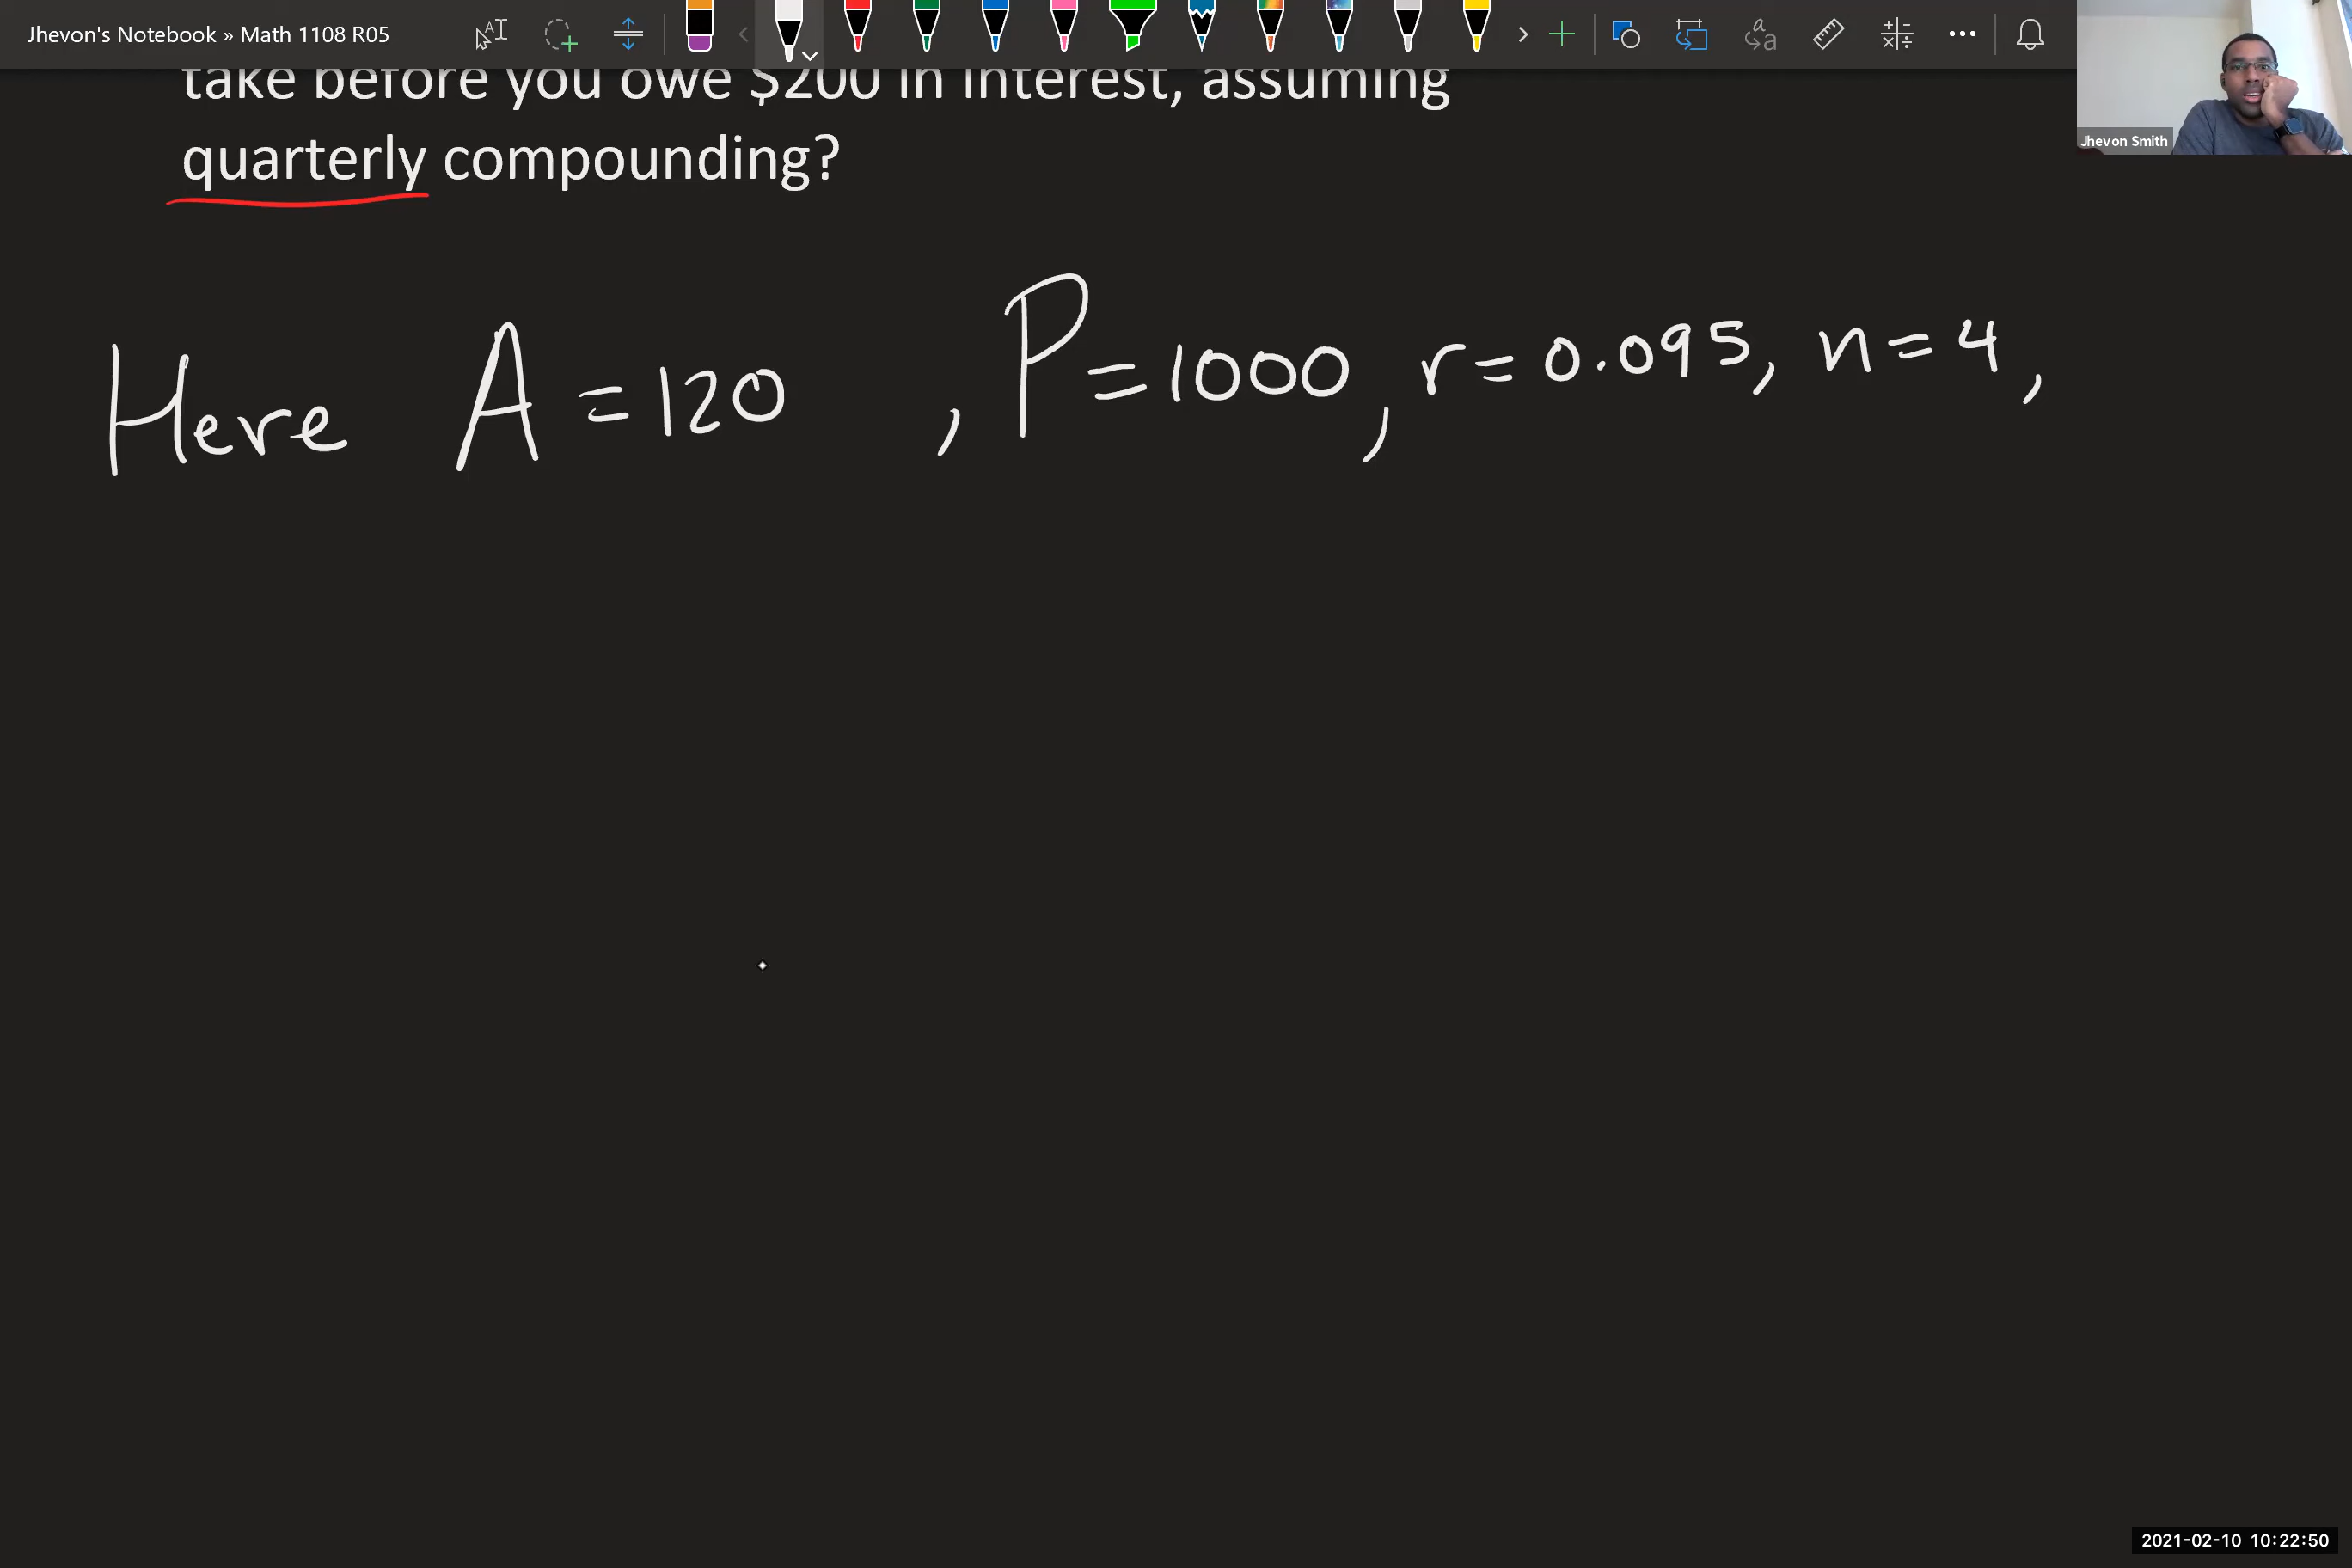 Jhevon's Notebook » Math 1108 R05
take before you owe $200 in interest, assuming
quarterly compounding?
Jhevon Smith
Here A = 120 , P = 1000, r = 0.095, n = 4,
2021-02-10 10:22:50